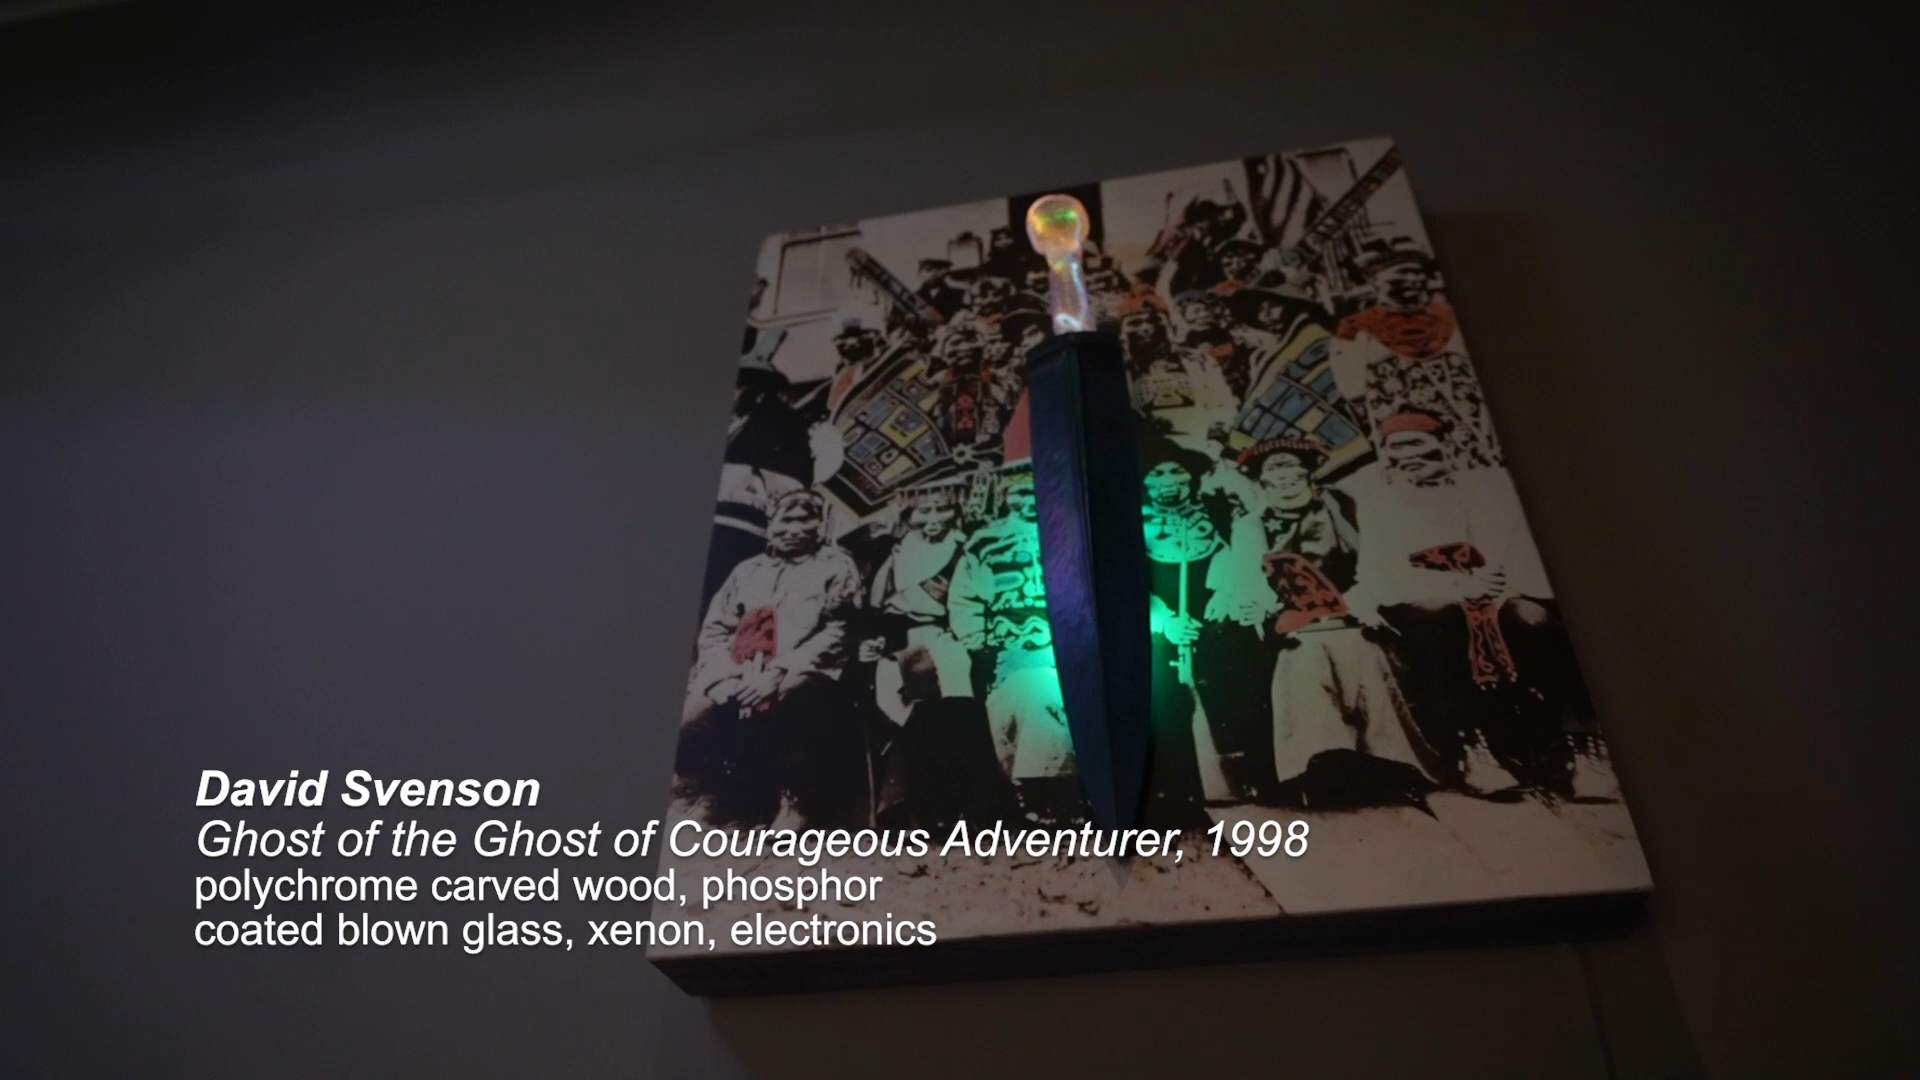 David Svenson
Ghost of the Ghost of Courageous Adventurer, 1998
polychrome carved wood, phosphor
coated blown glass, xenon, electronics